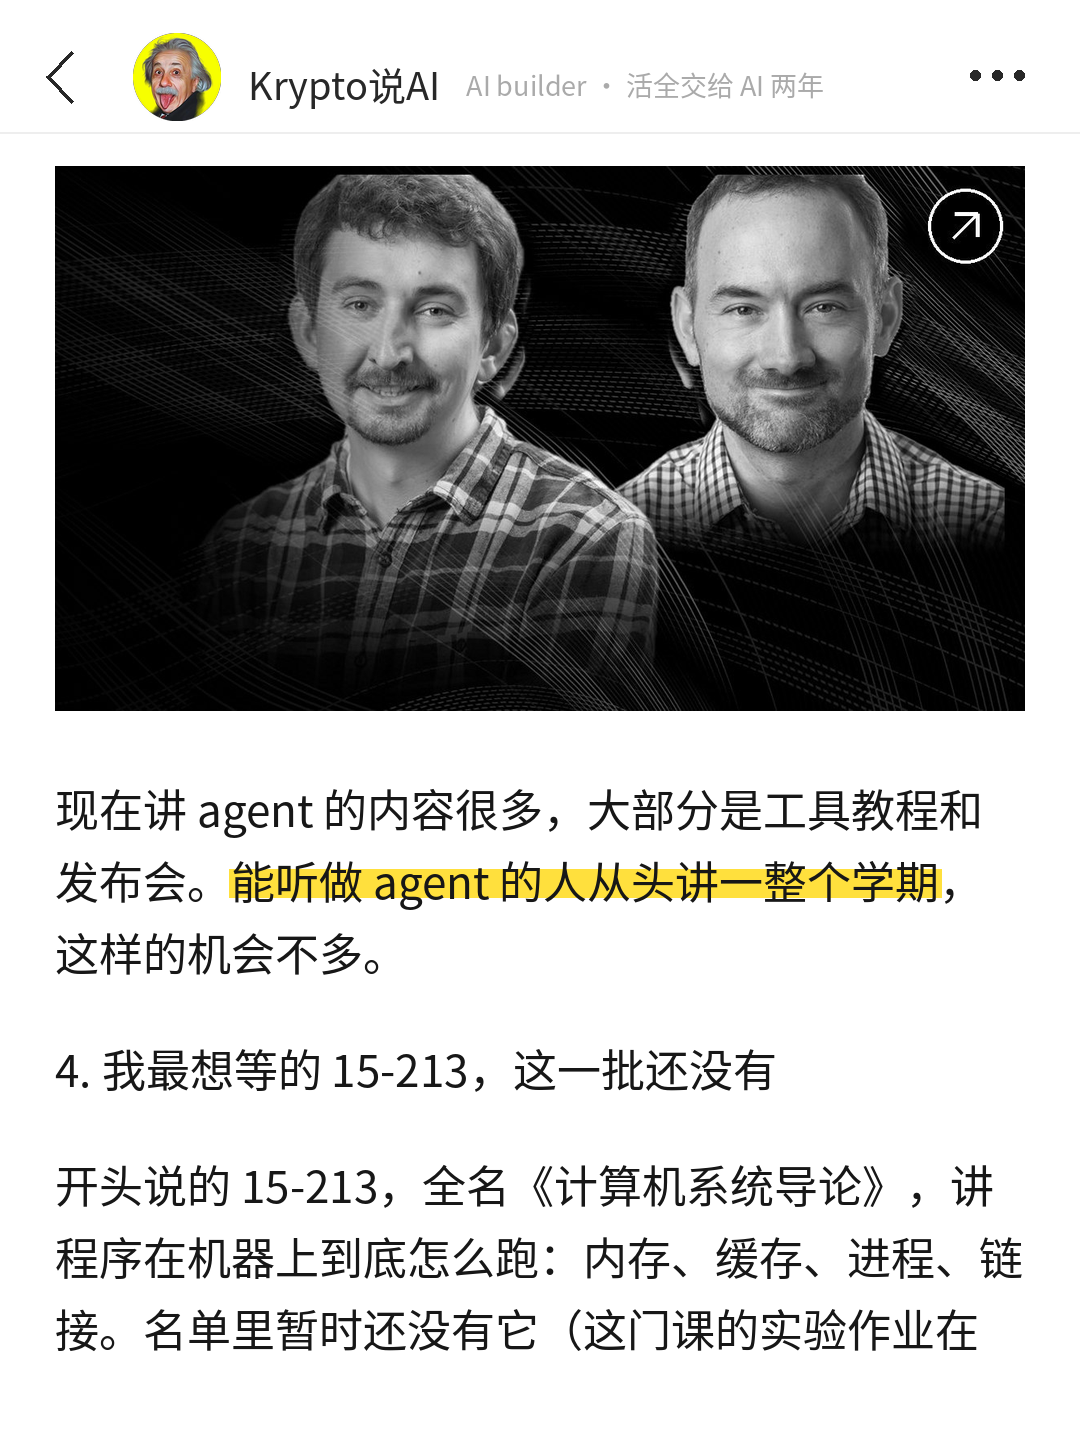 Krypto说AI AI builder · 活全交给 AI 两年
现在讲 agent 的内容很多，大部分是工具教程和
发布会。能听做 agent 的人从头讲一整个学期，
这样的机会不多。
4. 我最想等的 15-213，这一批还没有
开头说的 15-213，全名《计算机系统导论》，讲
程序在机器上到底怎么跑：内存、缓存、进程、链
接。名单里暂时还没有它（这门课的实验作业在